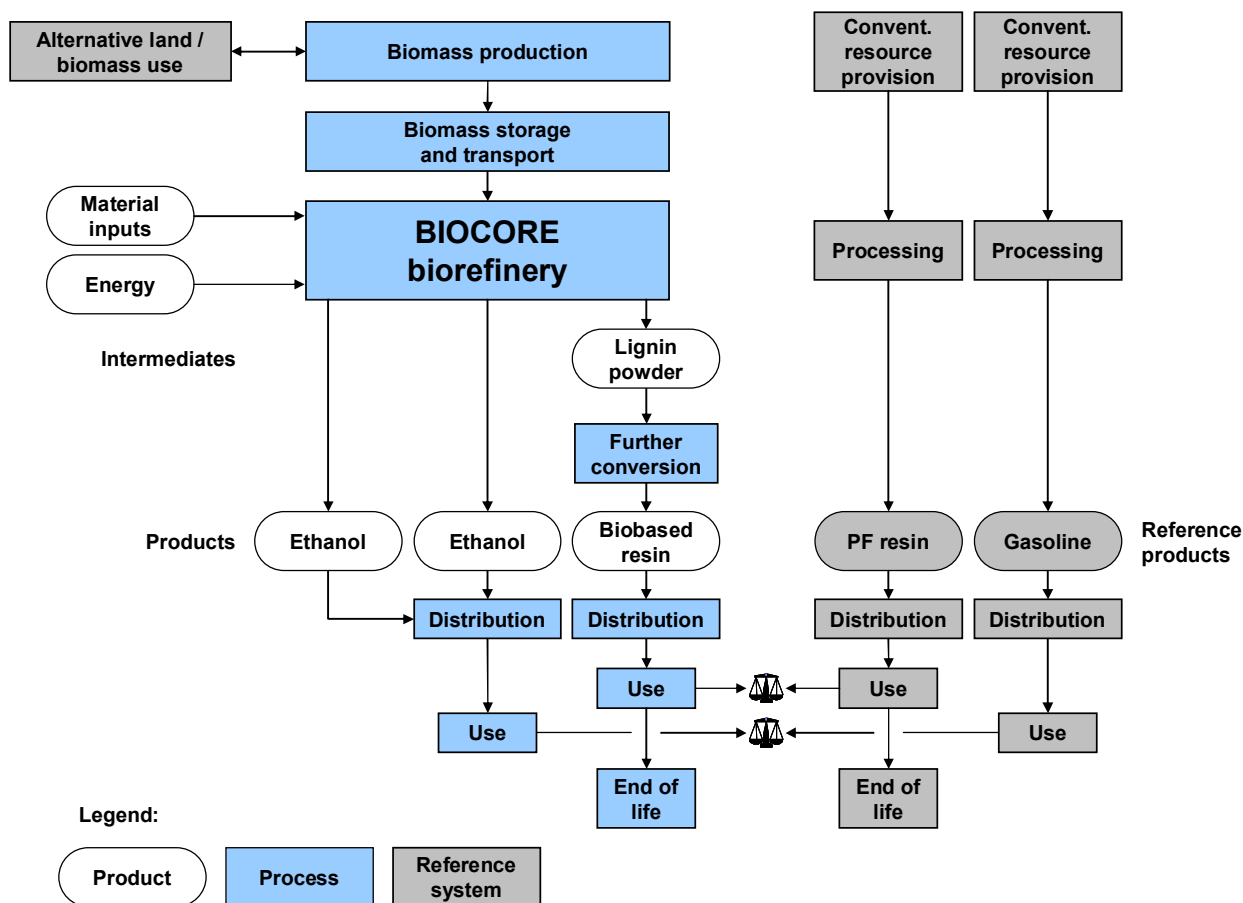 Alternative land /
biomass use
Biomass production
Convent.
resource
provision
Convent.
resource
provision
Biomass storage
and transport
Material
inputs
BIOCORE
biorefinery
Energy
Processing
Processing
Intermediates
Lignin
powder
Further
conversion
Products
Ethanol
Ethanol
Biobased
resin
PF resin
Gasoline
Reference
products
Distribution
Distribution
Distribution
Distribution
Use
Use
Use
Use
End of
life
End of
life
Legend:
Product
Process
Reference
system